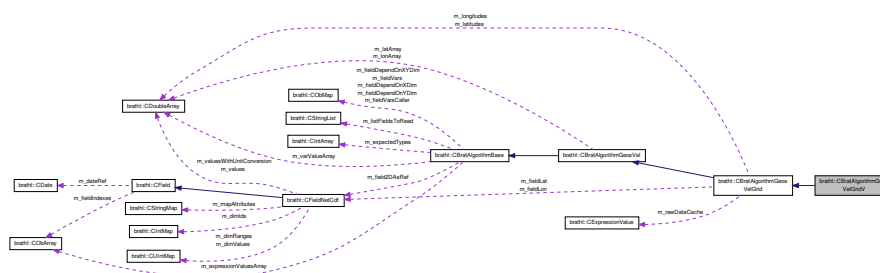 m_longitudes
m_latitudes
m_latArray
m_lonArray
m_fieldDependOnXYDim
m_fieldVars
m_fieldDependOnXDim
m_fieldDependOnYDim
m_fieldVarsCaller
brathl::CObMap
brathl::CDoubleArray
brathl::CStringList
m_listFieldsToRead
brathl::CIntArray
m_expectedTypes
m_varValueArray
brathl::CBratAlgorithmBase
brathl::CBratAlgorithmGeosVel
m_valuesWithUnitConversion
m_values
m_field2DAsRef
brathl::CDate
m_dateRef
brathl::CField
m_fieldLat
m_fieldLon
brathl::CBratAlgorithmGeos
VelGrid
brathl::CBratAlgorithmGe
VelGridV
m_fieldIndexes
brathl::CStringMap
m_mapAttributes
brathl::CFieldNetCdf
m_dimIds
brathl::CIntMap
m_rawDataCache
brathl::CExpressionValue
brathl::CObArray
m_dimRanges
m_dimValues
brathl::CUIntMap
m_expressionValuesArray